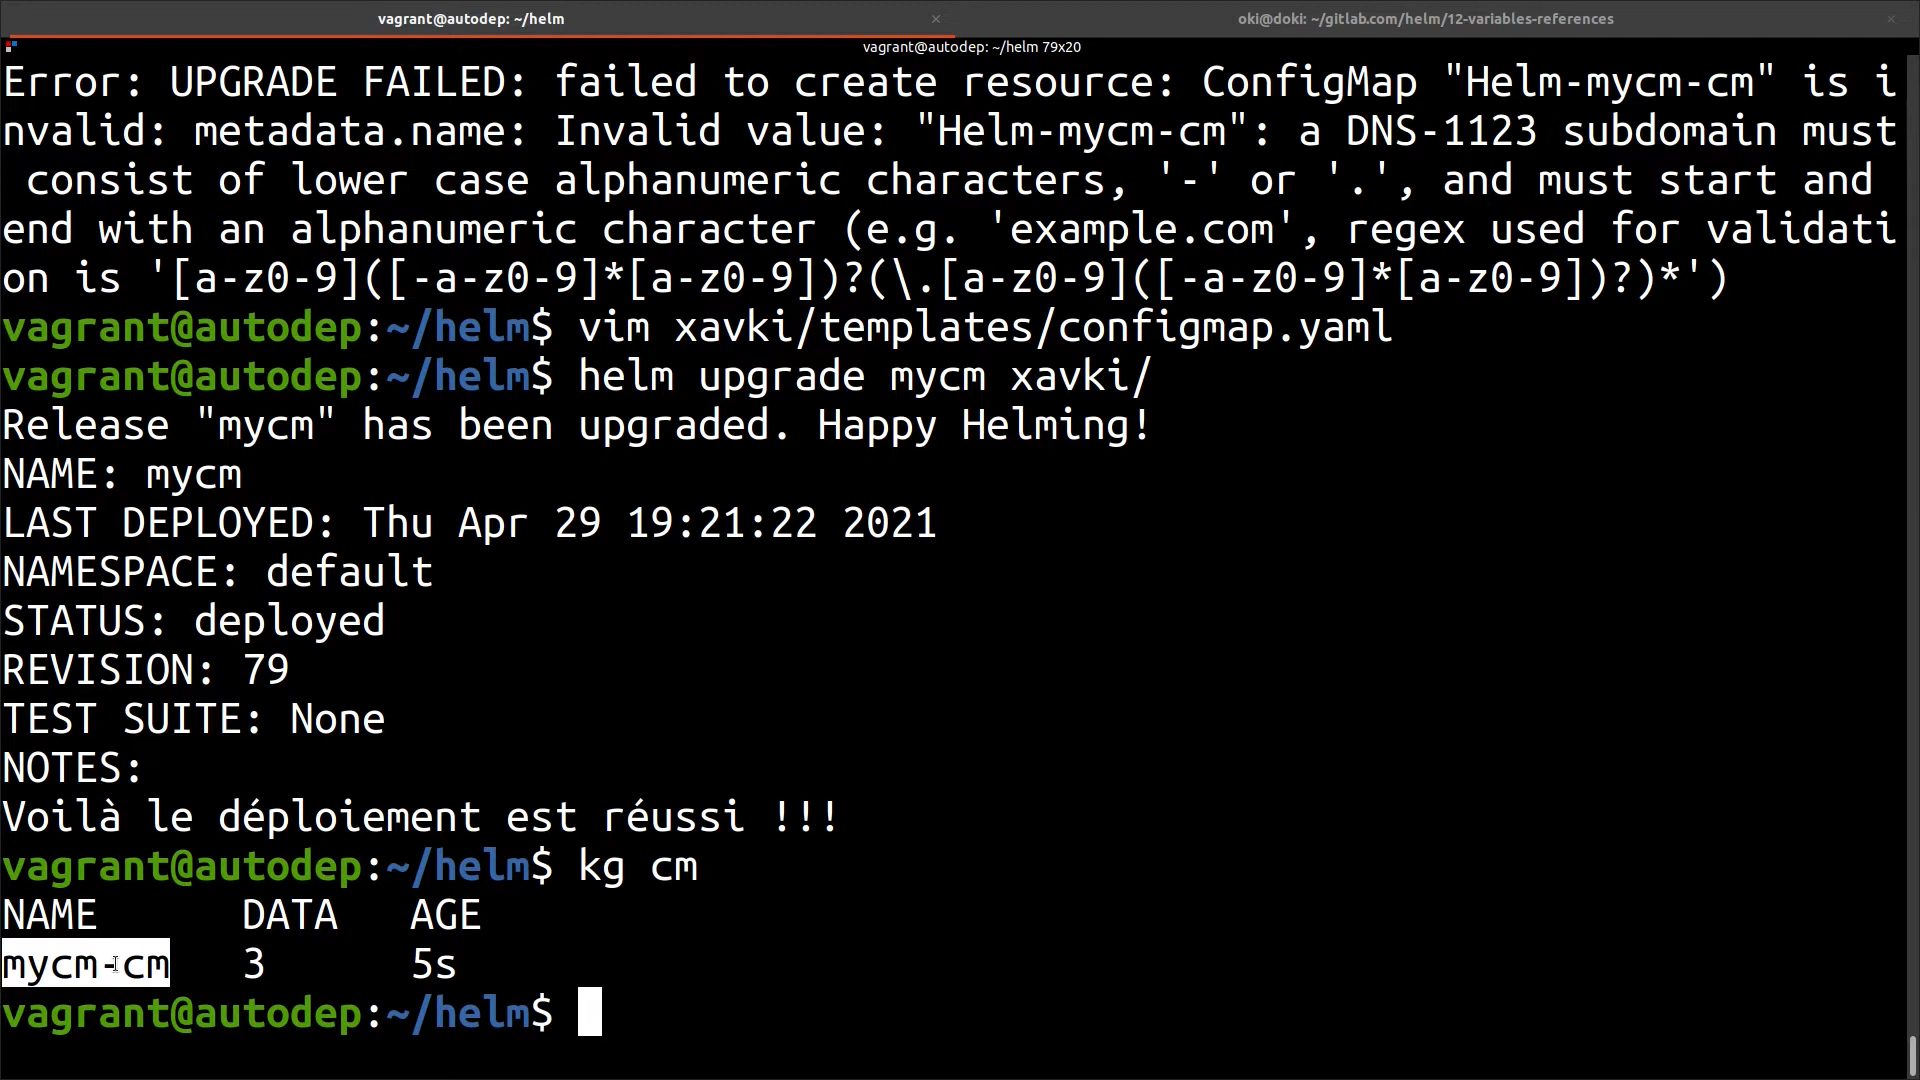 vagrant@autodep: ~/helm × oki@doki: ~/gitlab.com/helm/12-variables-references ×
vagrant@autodep: ~/helm 79x20
Error: UPGRADE FAILED: failed to create resource: ConfigMap "Helm-mycm-cm" is i
nvalid: metadata.name: Invalid value: "Helm-mycm-cm": a DNS-1123 subdomain must
 consist of lower case alphanumeric characters, '-' or '.', and must start and
end with an alphanumeric character (e.g. 'example.com', regex used for validati
on is '[a-z0-9]([-a-z0-9]*[a-z0-9])?(\.[a-z0-9]([-a-z0-9]*[a-z0-9])?)*')
vagrant@autodep:~/helm$ vim xavki/templates/configmap.yaml
vagrant@autodep:~/helm$ helm upgrade mycm xavki/
Release "mycm" has been upgraded. Happy Helming!
NAME: mycm
LAST DEPLOYED: Thu Apr 29 19:21:22 2021
NAMESPACE: default
STATUS: deployed
REVISION: 79
TEST SUITE: None
NOTES:
Voilà le déploiement est réussi !!!
vagrant@autodep:~/helm$ kg cm
NAME      DATA   AGE
mycm-cm   3      5s
vagrant@autodep:~/helm$